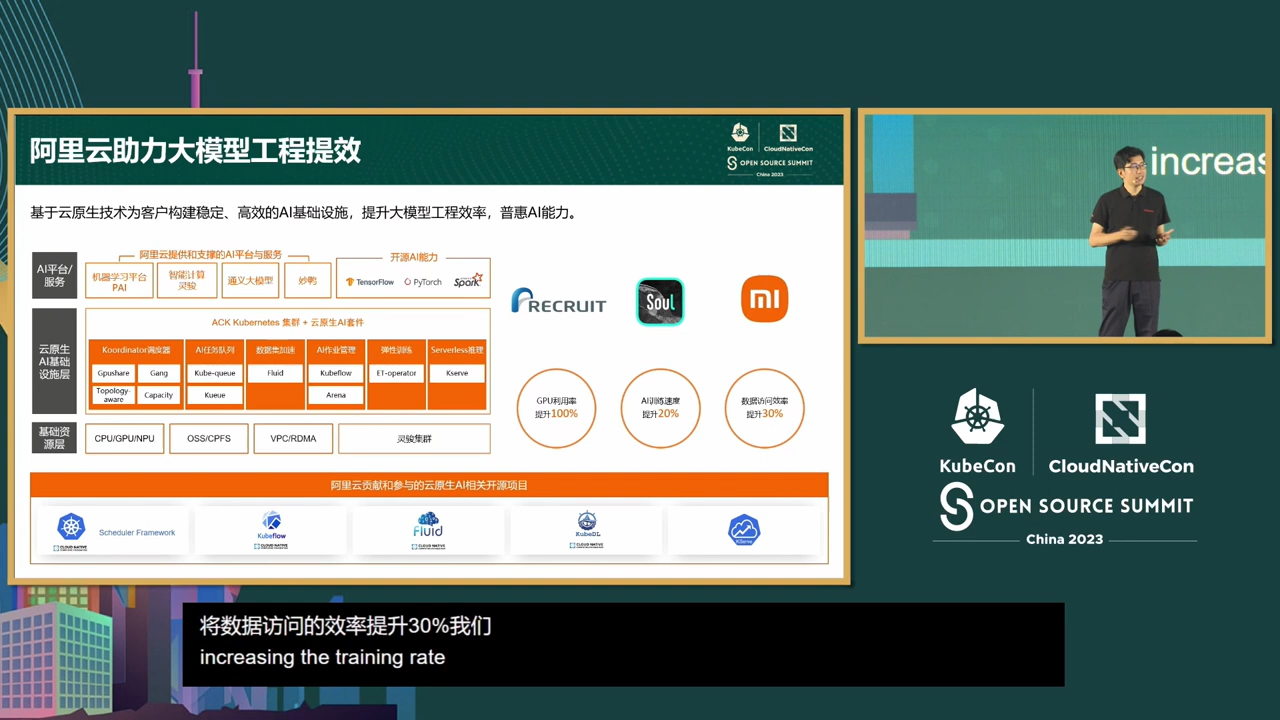 阿里云助力大模型工程提效
KubeCon
CloudNativeCon
OPEN SOURCE SUMMIT
China 2023
基于云原生技术为客户构建稳定、高效的AI基础设施，提升大模型工程效率，普惠AI能力。
AI平台/
服务
阿里云提供和支撑的AI平台与服务
机器学习平台
PAI
智能计算
灵骏
通义大模型
妙鸭
开源AI能力
TensorFlow
PyTorch
Spark
云原生
AI基础
设施层
ACK Kubernetes 集群 + 云原生AI套件
Koordinator调度器
Gpushare
Gang
Topology-
aware
Capacity
AI任务队列
Kube-queue
Kueue
数据集加速
Fluid
AI作业管理
Kubeflow
Arena
弹性训练
ET-operator
Serverless推理
Kserve
基础资
源层
CPU/GPU/NPU
OSS/CPFS
VPC/RDMA
灵骏集群
RECRUIT
Soul
mi
GPU利用率
提升100%
AI训练速度
提升20%
数据访问效率
提升30%
阿里云贡献和参与的云原生AI相关开源项目
Scheduler Framework
Kubeflow
Fluid
KubeDL
KServe
increas
KubeCon
CloudNativeCon
OPEN SOURCE SUMMIT
China 2023
将数据访问的效率提升30%我们
increasing the training rate